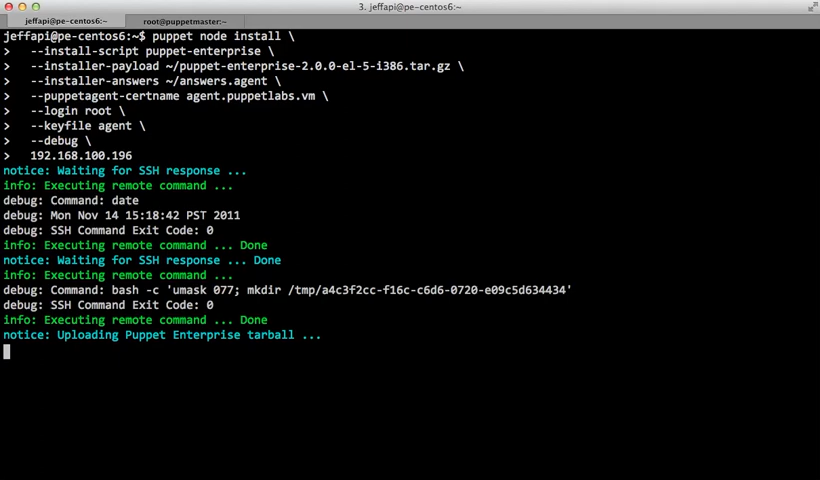 3. jeffapi@pe-centos6:~
jeffapi@pe-centos6:~
root@puppetmaster:~
jeffapi@pe-centos6:~$ puppet node install \
>   --install-script puppet-enterprise \
>   --installer-payload ~/puppet-enterprise-2.0.0-el-5-i386.tar.gz \
>   --installer-answers ~/answers.agent \
>   --puppetagent-certname agent.puppetlabs.vm \
>   --login root \
>   --keyfile agent \
>   --debug \
>   192.168.100.196
notice: Waiting for SSH response ...
info: Executing remote command ...
debug: Command: date
debug: Mon Nov 14 15:18:42 PST 2011
debug: SSH Command Exit Code: 0
info: Executing remote command ... Done
notice: Waiting for SSH response ... Done
info: Executing remote command ...
debug: Command: bash -c 'umask 077; mkdir /tmp/a4c3f2cc-f16c-c6d6-0720-e09c5d634434'
debug: SSH Command Exit Code: 0
info: Executing remote command ... Done
notice: Uploading Puppet Enterprise tarball ...